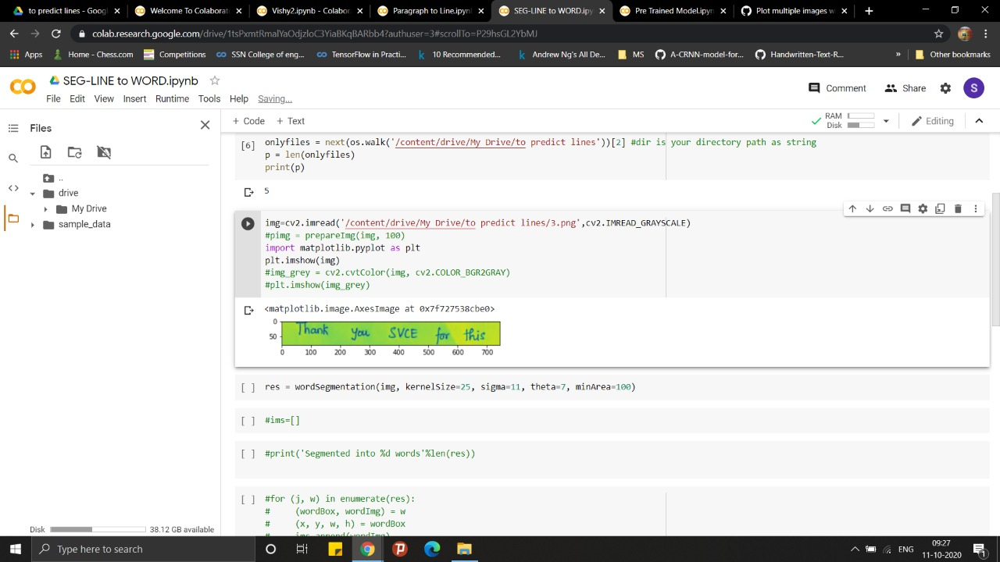 to predict lines - Googl
Welcome To Colaborat
Vishy2.ipynb - Colabora
Paragraph to Line.ipynb
SEG-LINE to WORD.ipy
Pre Trained Model.ipyn
Plot multiple images w
colab.research.google.com/drive/1tsPxmtRmalYaOdjzloC3YiaBKqBARbb4?authuser=3#scrollTo=P29hsGL2YbMJ
Apps
Home - Chess.com
Competitions
SSN College of eng...
TensorFlow in Practi...
10 Recommended...
Andrew Ng's All De...
MS
A-CRNN-model-for...
Handwritten-Text-R...
»
Other bookmarks
SEG-LINE to WORD.ipynb
Comment
Share
S
File Edit View Insert Runtime Tools Help Saving...
Files
+ Code + Text
RAM
Disk
Editing
[6] onlyfiles = next(os.walk('/content/drive/My Drive/to predict lines'))[2] #dir is your directory path as string
p = len(onlyfiles)
print(p)
5
..
drive
My Drive
sample_data
img=cv2.imread('/content/drive/My Drive/to predict lines/3.png',cv2.IMREAD_GRAYSCALE)
#pimg = prepareImg(img, 100)
import matplotlib.pyplot as plt
plt.imshow(img)
#img_grey = cv2.cvtColor(img, cv2.COLOR_BGR2GRAY)
#plt.imshow(img_grey)
<matplotlib.image.AxesImage at 0x7f727538cbe0>
0
50
Thank you SVCE for this
0 100 200 300 400 500 600 700
[ ] res = wordSegmentation(img, kernelSize=25, sigma=11, theta=7, minArea=100)
[ ] #ims=[]
[ ] #print('Segmented into %d words'%len(res))
[ ] #for (j, w) in enumerate(res):
# (wordBox, wordImg) = w
# (x, y, w, h) = wordBox
# ims.append(wordImg)
Disk 38.12 GB available
Type here to search
ENG
09:27
11-10-2020
1